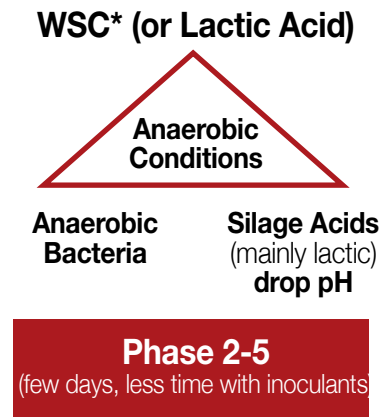 WSC* (or Lactic Acid)
Anaerobic
Conditions
Anaerobic
Bacteria
Silage Acids
(mainly lactic)
drop pH
Phase 2-5
(few days, less time with inoculants)